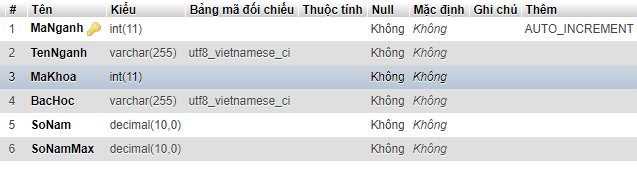 # Tên Kiểu Bảng mã đối chiếu Thuộc tính Null Mặc định Ghi chú Thêm
1 MaNganh int(11) Không Không AUTO_INCREMENT
2 TenNganh varchar(255) utf8_vietnamese_ci Không Không
3 MaKhoa int(11) Không Không
4 BacHoc varchar(255) utf8_vietnamese_ci Không Không
5 SoNam decimal(10,0) Không Không
6 SoNamMax decimal(10,0) Không Không